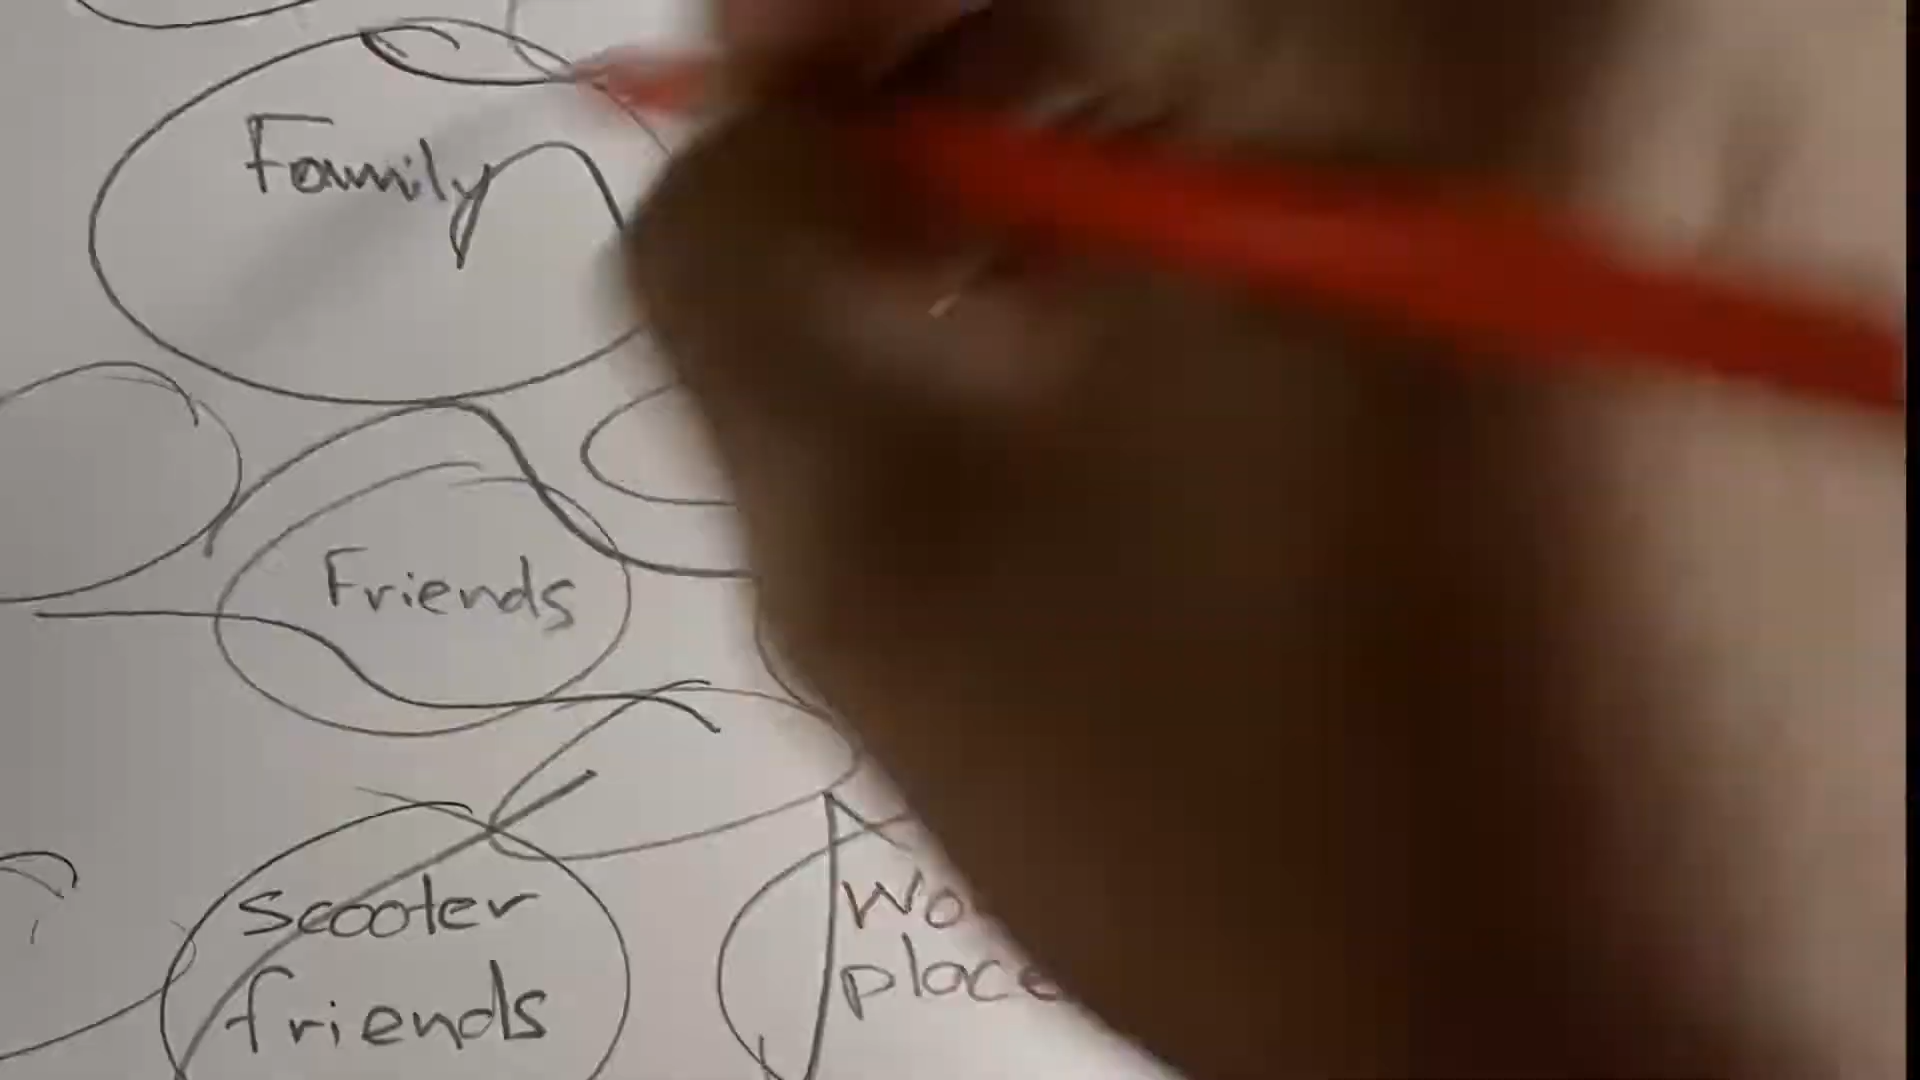 Family
Friends
Scooter
friends
place